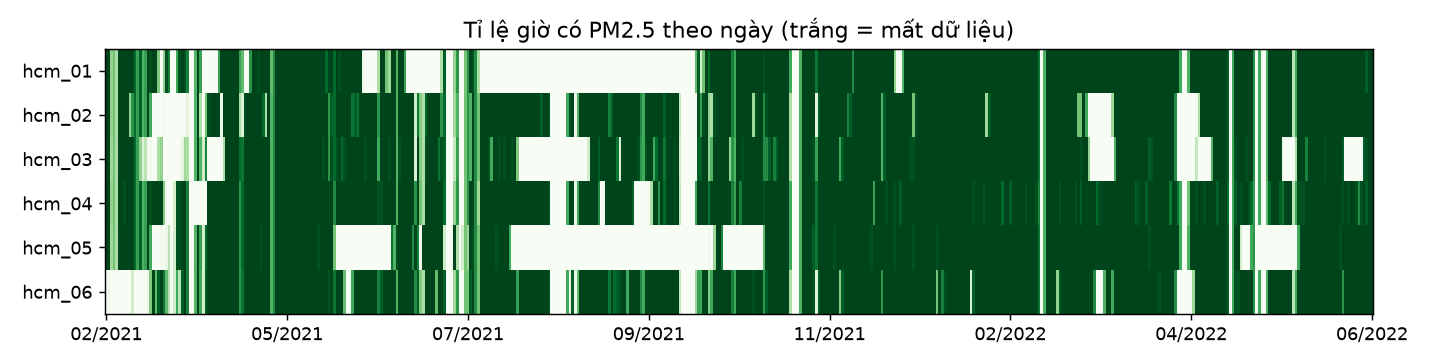 Tỉ lệ giờ có PM2.5 theo ngày (trắng = mất dữ liệu)
hcm_01
hcm_02
hcm_03
hcm_04
hcm_05
hcm_06
02/2021 05/2021 07/2021 09/2021 11/2021 02/2022 04/2022 06/2022